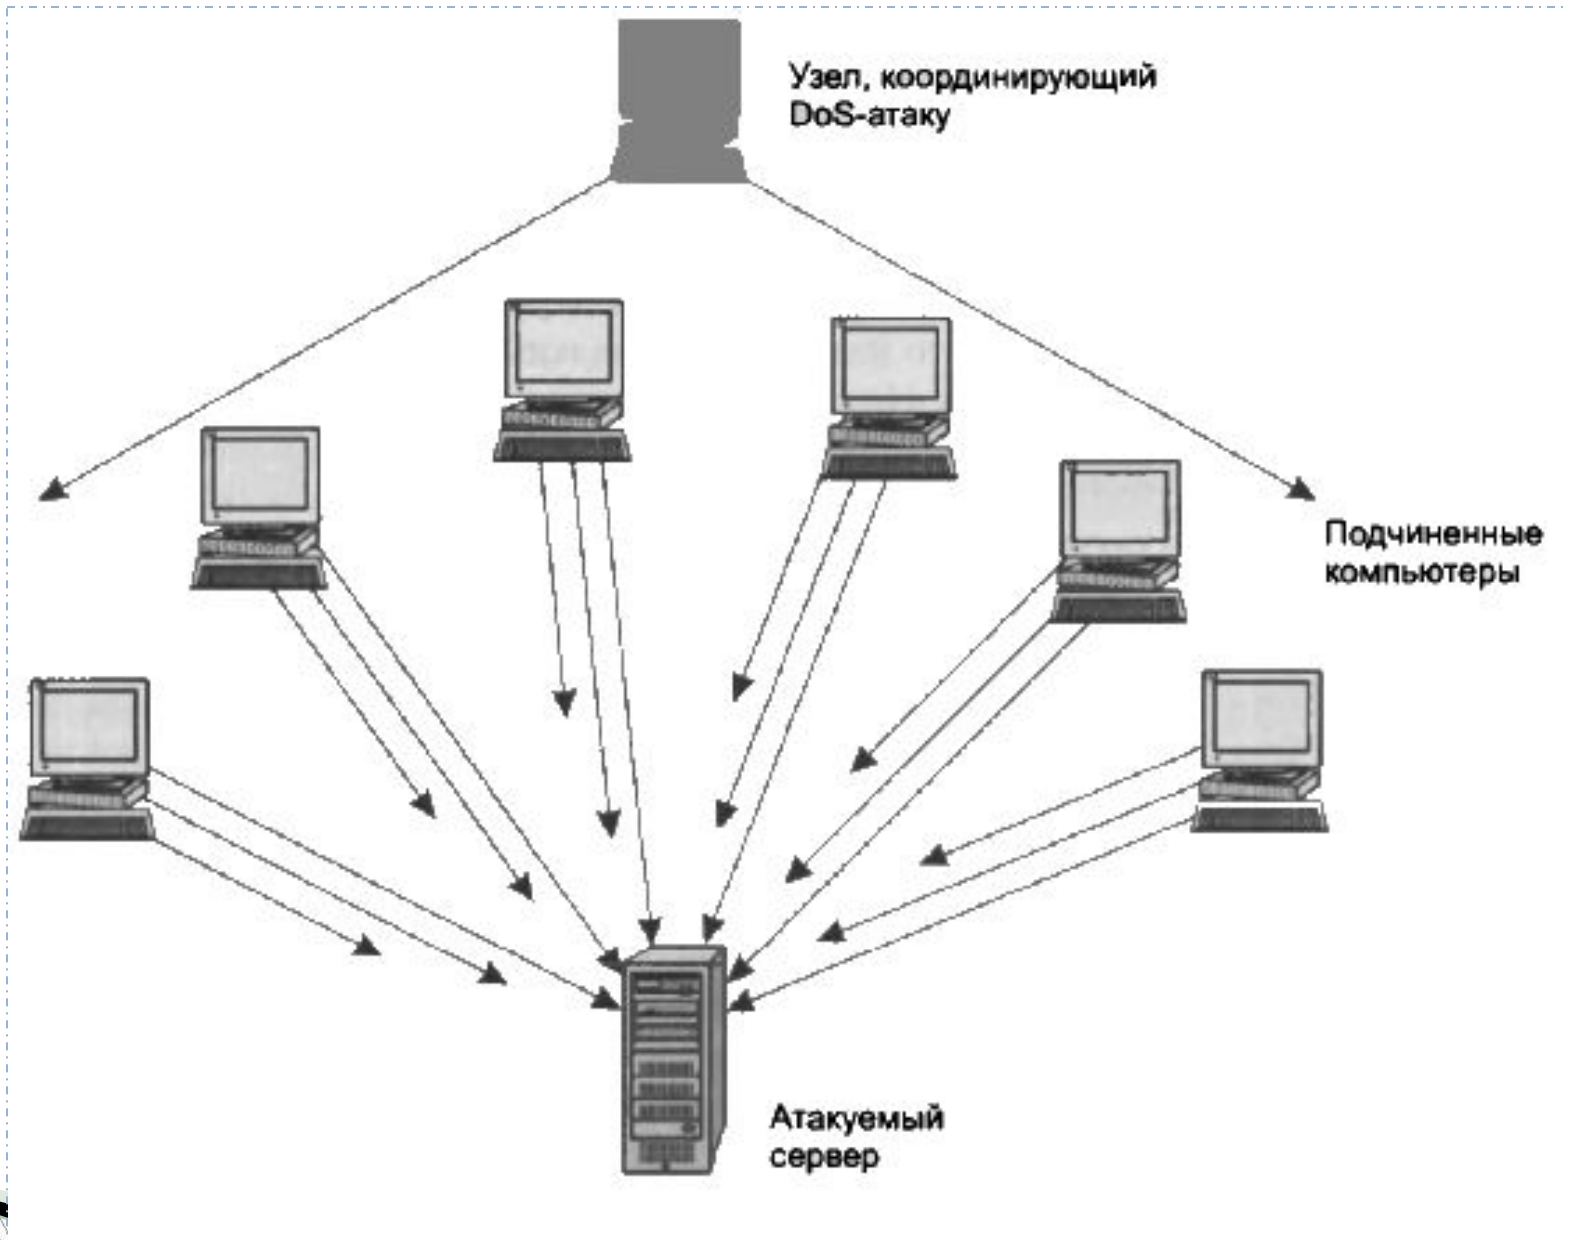 Узел, координирующий
DoS-атаку
Подчиненные
компьютеры
Атакуемый
сервер